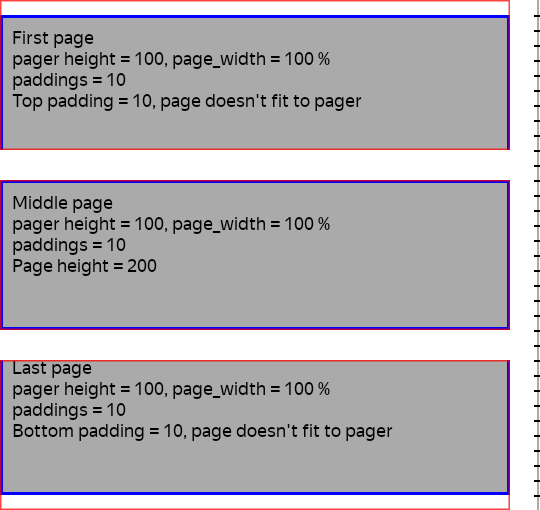 First page
pager height = 100, page_width = 100 %
paddings = 10
Top padding = 10, page doesn't fit to pager
Middle page
pager height = 100, page_width = 100 %
paddings = 10
Page height = 200
Last page
pager height = 100, page_width = 100 %
paddings = 10
Bottom padding = 10, page doesn't fit to pager